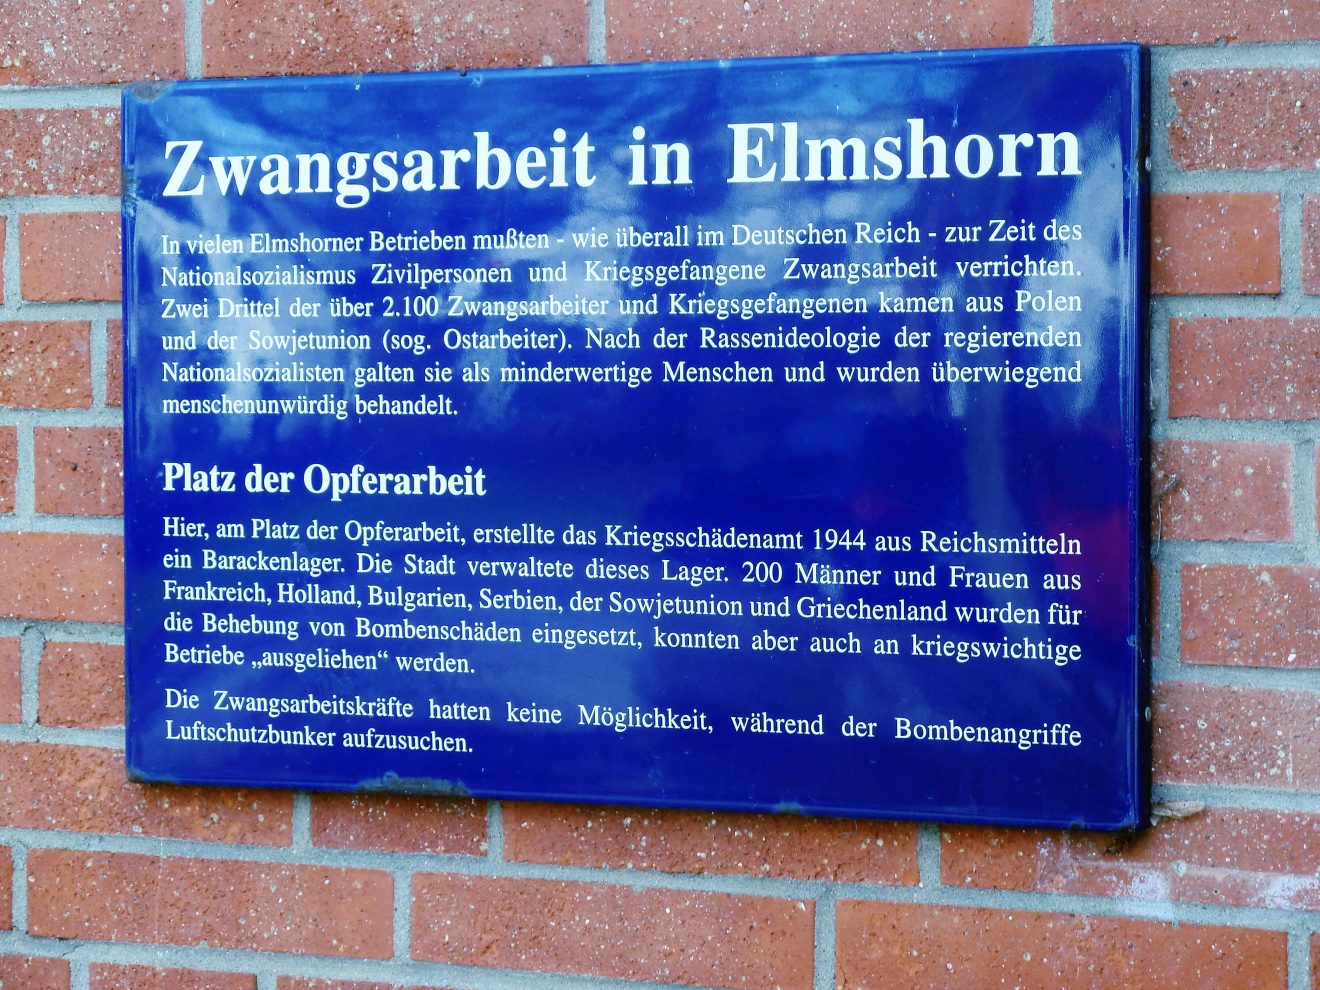 Zwangsarbeit in Elmshorn
In vielen Elmshorner Betrieben mußten - wie überall im Deutschen Reich - zur Zeit des
Nationalsozialismus Zivilpersonen und Kriegsgefangene Zwangsarbeit verrichten.
Zwei Drittel der über 2.100 Zwangsarbeiter und Kriegsgefangenen kamen aus Polen
und der Sowjetunion (sog. Ostarbeiter). Nach der Rassenideologie der regierenden
Nationalsozialisten galten sie als minderwertige Menschen und wurden überwiegend
menschenunwürdig behandelt.
Platz der Opferarbeit
Hier, am Platz der Opferarbeit, erstellte das Kriegsschädenamt 1944 aus Reichsmitteln
ein Barackenlager. Die Stadt verwaltete dieses Lager. 200 Männer und Frauen aus
Frankreich, Holland, Bulgarien, Serbien, der Sowjetunion und Griechenland wurden für
die Behebung von Bombenschäden eingesetzt, konnten aber auch an kriegswichtige
Betriebe „ausgeliehen“ werden.
Die Zwangsarbeitskräfte hatten keine Möglichkeit, während der Bombenangriffe
Luftschutzbunker aufzusuchen.